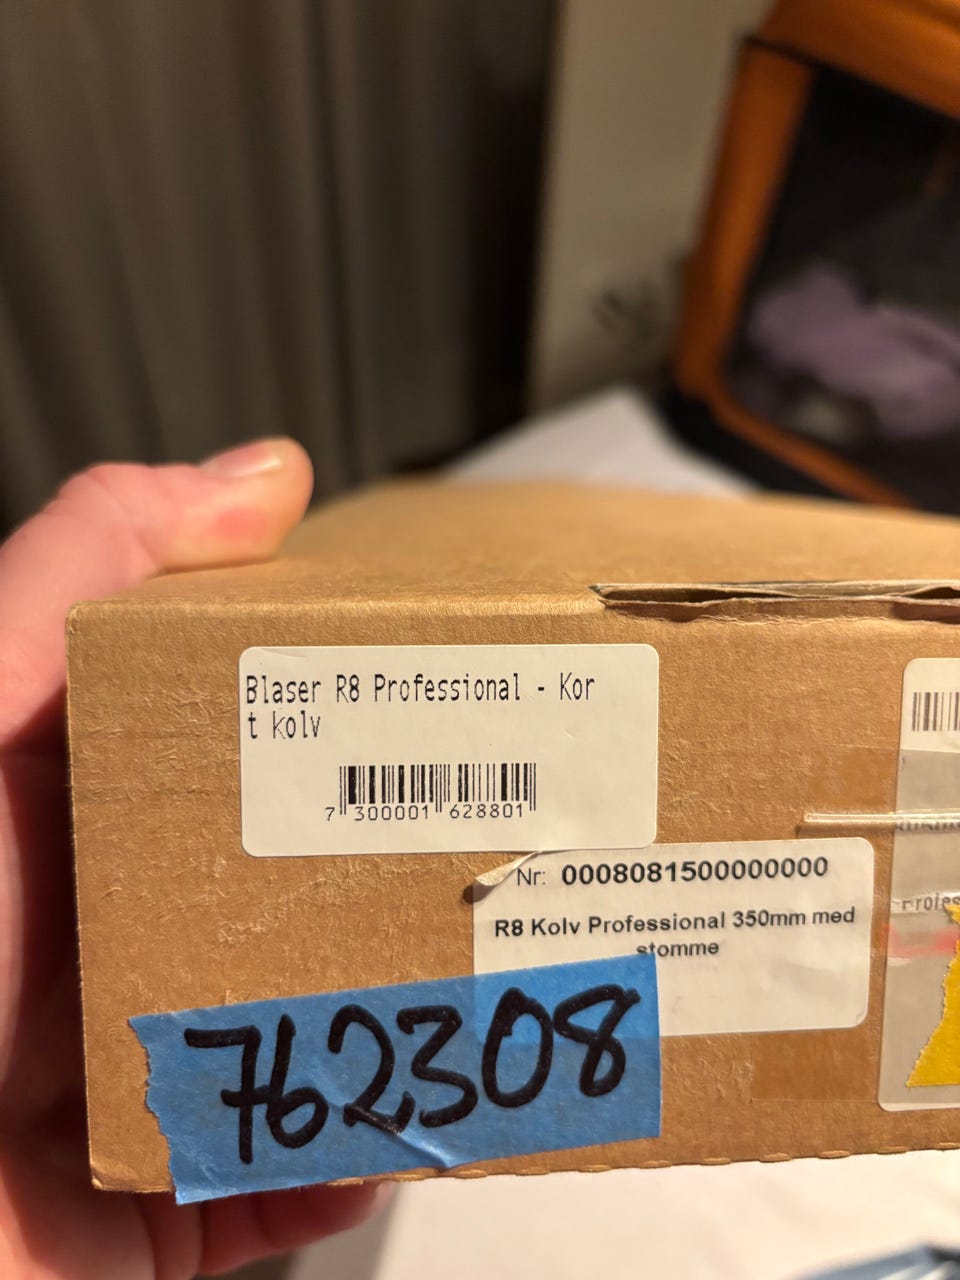 Blaser R8 Professional - Kor
t kolv
7 300001 628801
Nr: 0008081500000000
R8 Kolv Professional 350mm med
stomme
762308